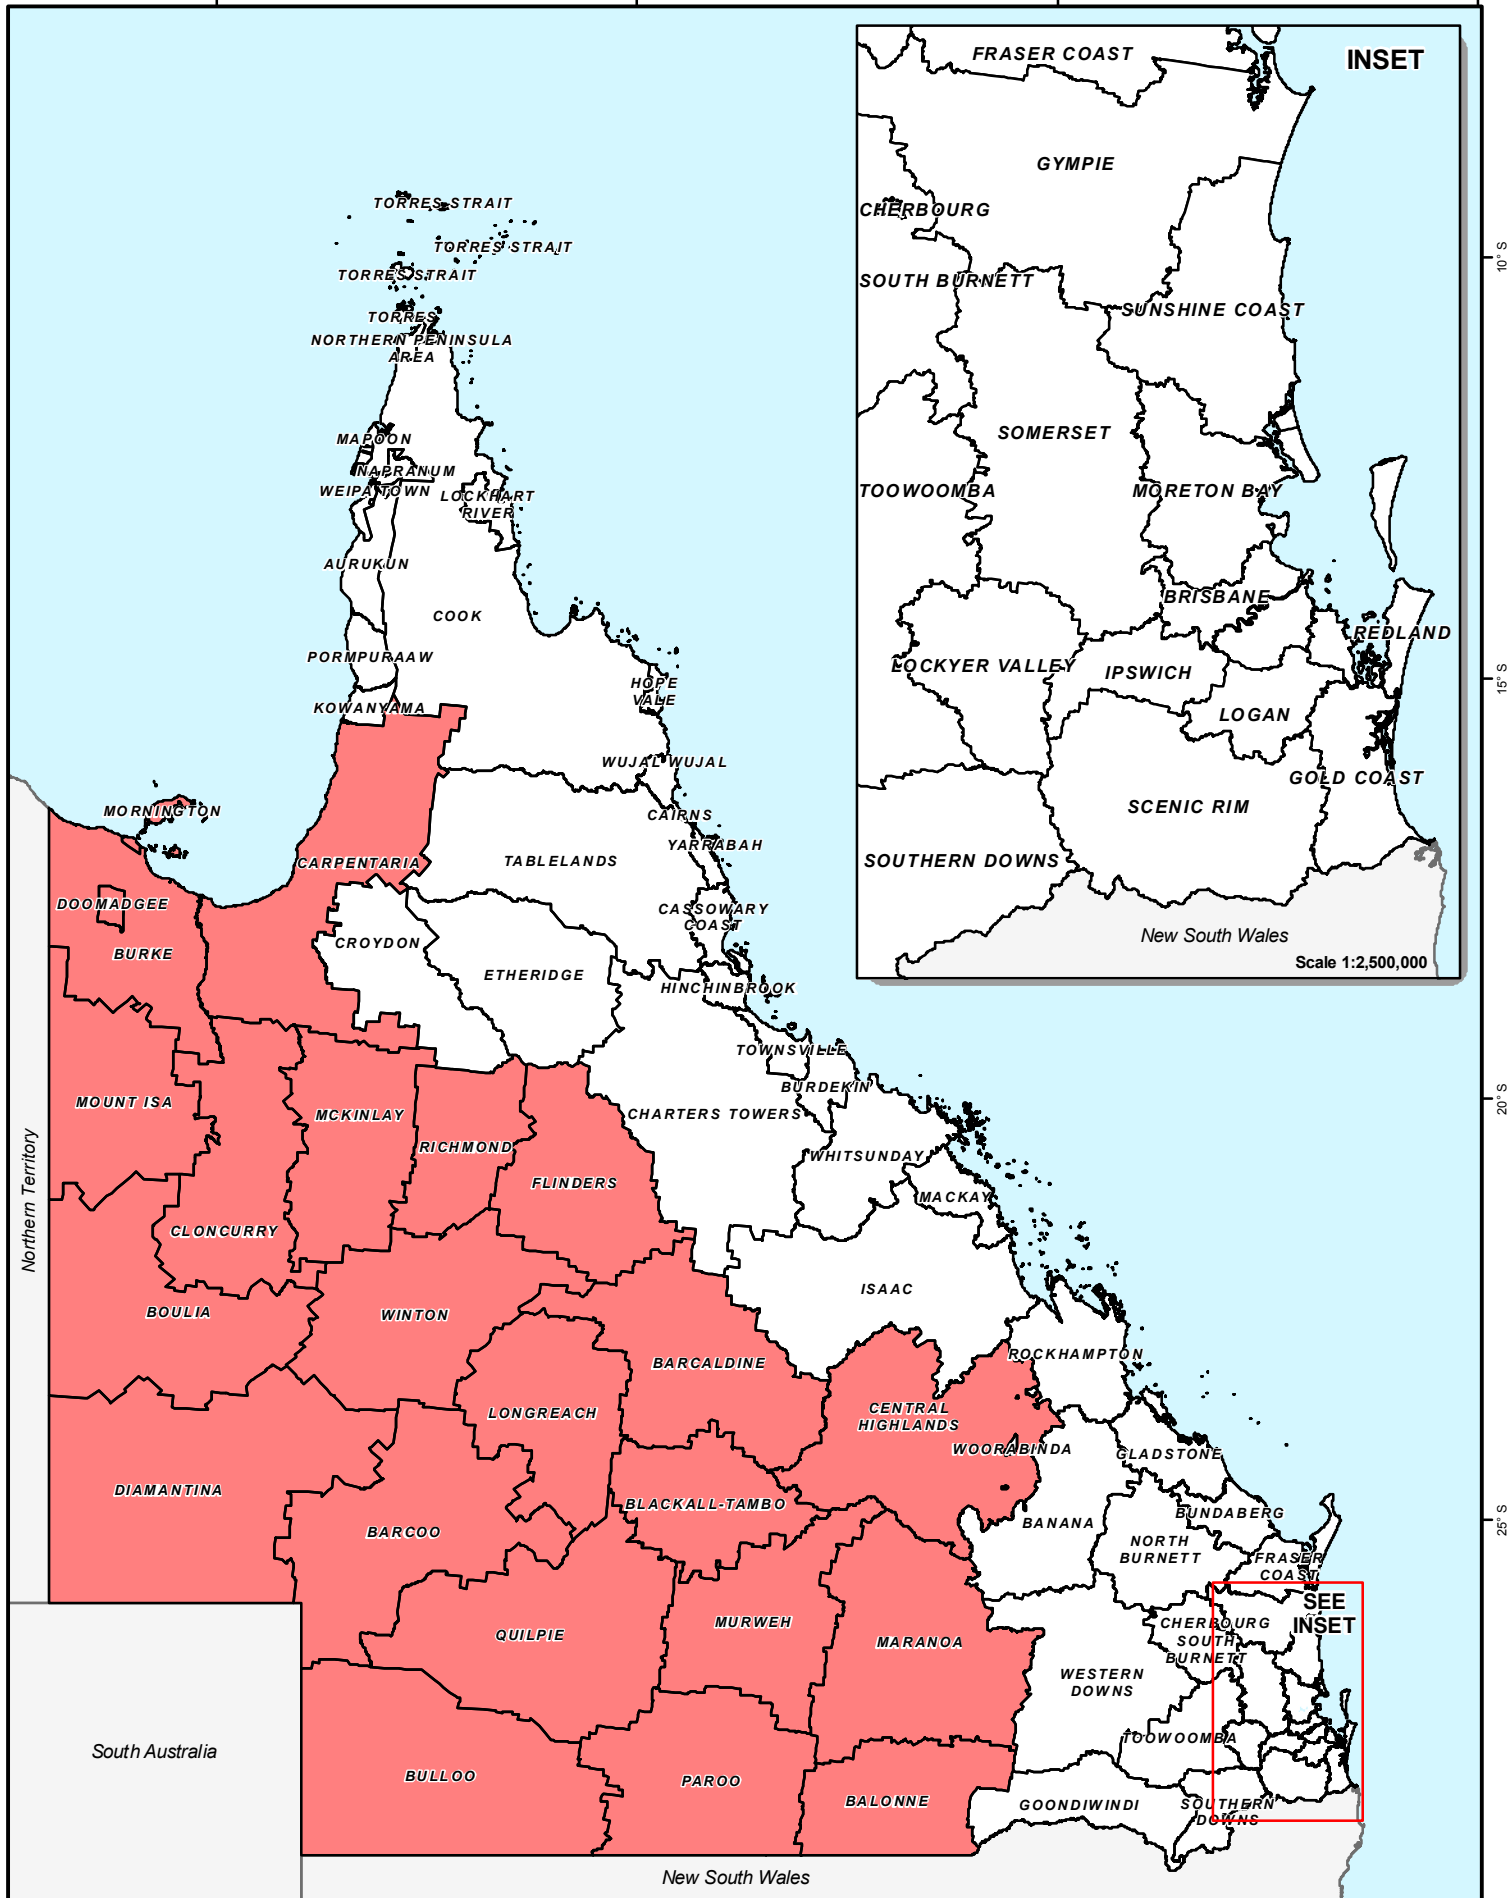 INSET
FRASER COAST
GYMPIE
CHERBOURG
SOUTH BURNETT
SUNSHINE COAST
SOMERSET
TOOWOOMBA
MORETON BAY
BRISBANE
REDLAND
LOCKYER VALLEY
IPSWICH
LOGAN
GOLD COAST
SCENIC RIM
SOUTHERN DOWNS
New South Wales
Scale 1:2,500,000
10° S
15° S
20° S
25° S
TORRES STRAIT
TORRES STRAIT
TORRES STRAIT
TORRES
NORTHERN PENINSULA
AREA
MAPOON
NAPRANUM
WEIPA TOWN
LOCKHART
RIVER
AURUKUN
COOK
PORMPURAAW
HOPE
VALE
KOWANYAMA
WUJAL WUJAL
MORNINGTON
CAIRNS
YARRABAH
CARPENTARIA
TABLELANDS
DOOMADGEE
CASSOWARY
COAST
CROYDON
BURKE
ETHERIDGE
HINCHINBROOK
TOWNSVILLE
BURDEKIN
MOUNT ISA
MCKINLAY
CHARTERS TOWERS
RICHMOND
WHITSUNDAY
FLINDERS
MACKAY
Northern Territory
CLONCURRY
ISAAC
BOULIA
WINTON
ROCKHAMPTON
BARCALDINE
LONGREACH
CENTRAL
HIGHLANDS
WOORABINDA
GLADSTONE
DIAMANTINA
BLACKALL-TAMBO
BUNDABERG
BARCOO
BANANA
NORTH
BURNETT
FRASER
COAST
SEE
INSET
MURWEH
CHERBOURG
QUILPIE
MARANOA
SOUTH
BURNETT
WESTERN
DOWNS
TOOWOOMBA
South Australia
BULLOO
PAROO
BALONNE
GOONDIWINDI
SOUTHERN
DOWNS
New South Wales